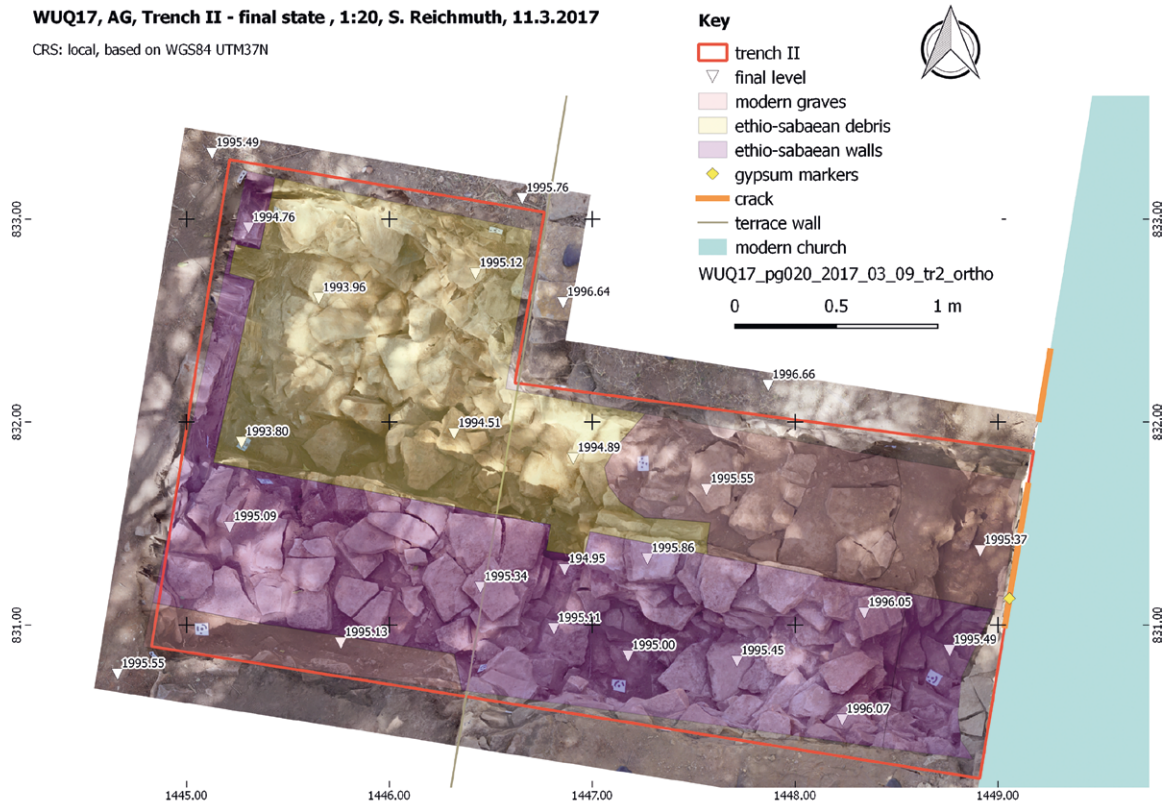 WUQ17, AG, Trench II - final state , 1:20, S. Reichmuth, 11.3.2017
CRS: local, based on WGS84 UTM37N
Key
trench II
final level
modern graves
ethio-sabaean debris
ethio-sabaean walls
gypsum markers
crack
terrace wall
modern church
WUQ17_pg020_2017_03_09_tr2_ortho
0 0.5 1 m
1995.49
1995.76
833.00
1994.76
833.00
1995.12
1993.96
1996.64
1996.66
832.00
1993.80
1994.51
1994.89
832.00
1995.55
1995.09
1995.86
1995.37
194.95
1995.34
1996.05
831.00
1995.13
1995.11
1995.00
1995.45
1995.49
831.00
1995.55
1996.07
1445.00 1446.00 1447.00 1448.00 1449.00